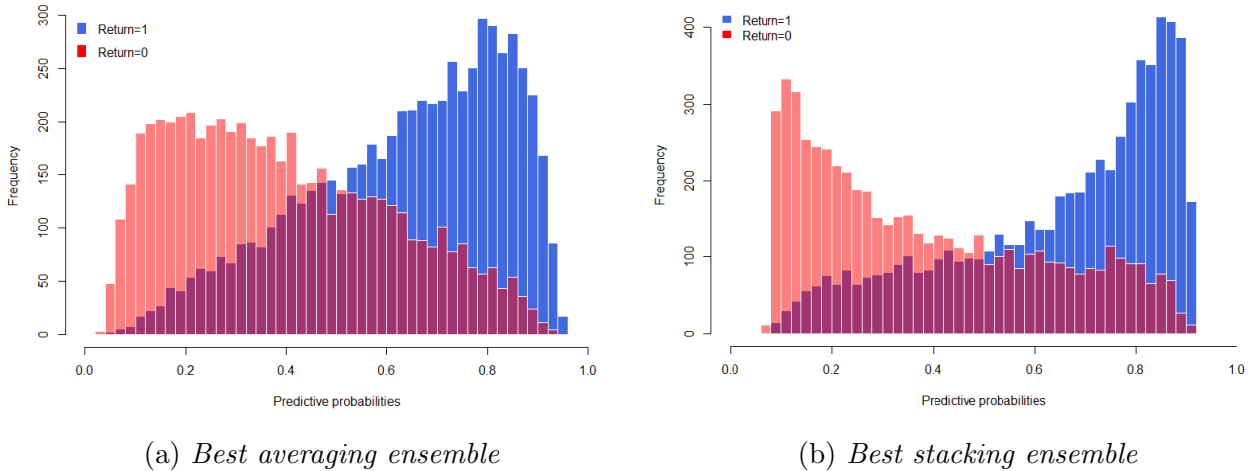 Return=1
Return=0
Frequency
300
250
200
150
100
50
0
0.0 0.2 0.4 0.6 0.8 1.0
Predictive probabilities
(a) Best averaging ensemble
Return=1
Return=0
Frequency
400
300
200
100
0
0.0 0.2 0.4 0.6 0.8 1.0
Predictive probabilities
(b) Best stacking ensemble